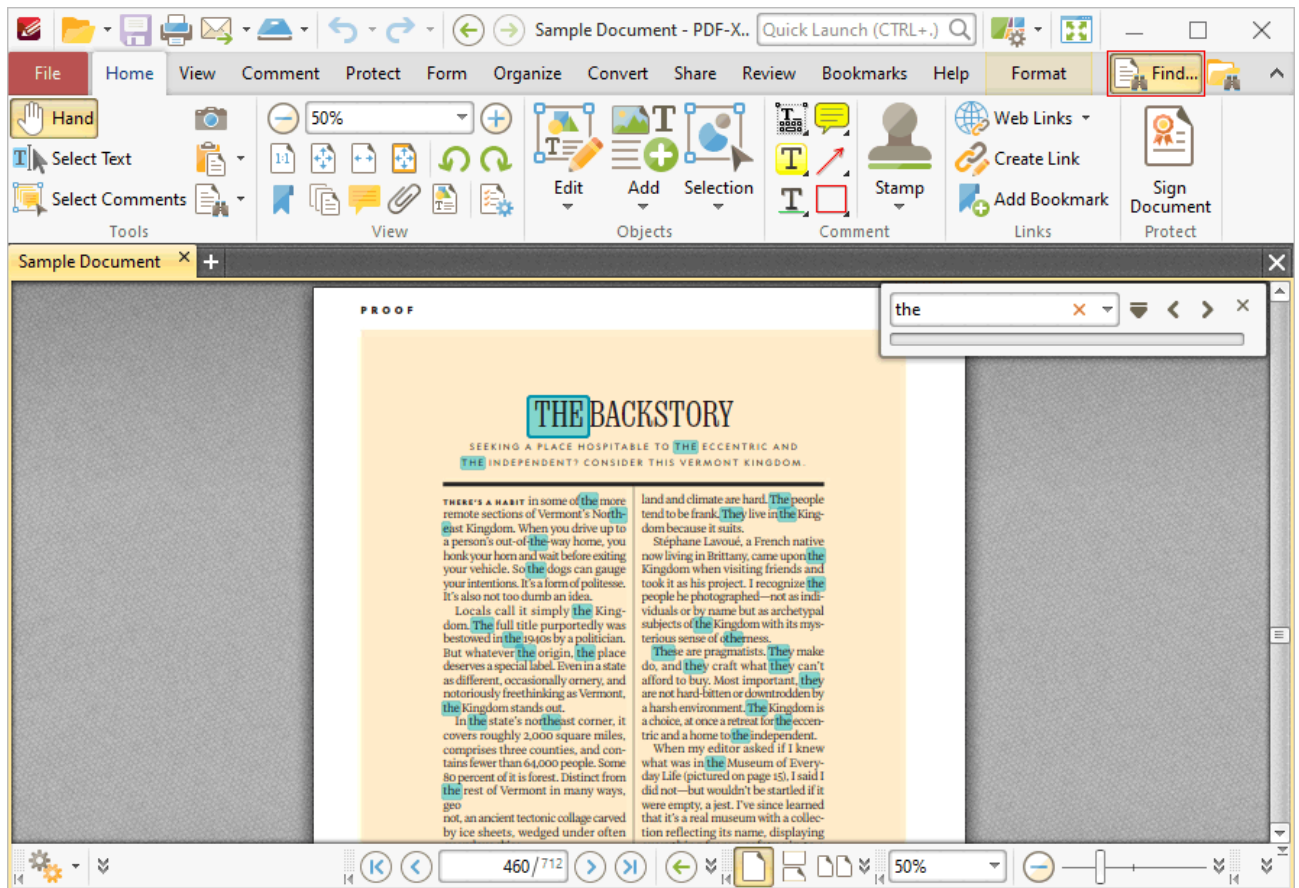 Sample Document - PDF-X..
Quick Launch (CTRL+.)
File Home View Comment Protect Form Organize Convert Share Review Bookmarks Help Format Find...
Hand
Select Text
Select Comments
Tools
50%
1:1
View
Edit
Add
Selection
Objects
Stamp
Comment
Web Links
Create Link
Add Bookmark
Links
Sign
Document
Protect
Sample Document
the
PROOF
THE BACKSTORY
SEEKING A PLACE HOSPITABLE TO THE ECCENTRIC AND
THE INDEPENDENT? CONSIDER THIS VERMONT KINGDOM.
THERE'S A HABIT in some of the more
remote sections of Vermont's North-
east Kingdom. When you drive up to
a person's out-of-the-way home, you
honk your horn and wait before exiting
your vehicle. So the dogs can gauge
your intentions. It's a form of politesse.
It's also not too dumb an idea.
Locals call it simply the King-
dom. The full title purportedly was
bestowed in the 1940s by a politician.
But whatever the origin, the place
deserves a special label. Even in a state
as different, occasionally ornery, and
notoriously freethinking as Vermont,
the Kingdom stands out.
In the state's northeast corner, it
covers roughly 2,000 square miles,
comprises three counties, and con-
tains fewer than 64,000 people. Some
80 percent of it is forest. Distinct from
the rest of Vermont in many ways,
geo
not, an ancient tectonic collage carved
by ice sheets, wedged under often
land and climate are hard. The people
tend to be frank. They live in the King-
dom because it suits.
Stéphane Lavoué, a French native
now living in Brittany, came upon the
Kingdom when visiting friends and
took it as his project. I recognize the
people he photographed—not as indi-
viduals or by name but as archetypal
subjects of the Kingdom with its mys-
terious sense of otherness.
These are pragmatists. They make
do, and they craft what they can't
afford to buy. Most important, they
are not hard-bitten or downtrodden by
a harsh environment. The Kingdom is
a choice, at once a retreat for the eccen-
tric and a home to the independent.
When my editor asked if I knew
what was in the Museum of Every-
day Life (pictured on page 15), I said I
did not—but wouldn't be startled if it
were empty, a jest. I've since learned
that it's a real museum with a collec-
tion reflecting its name, displaying
460/712
50%